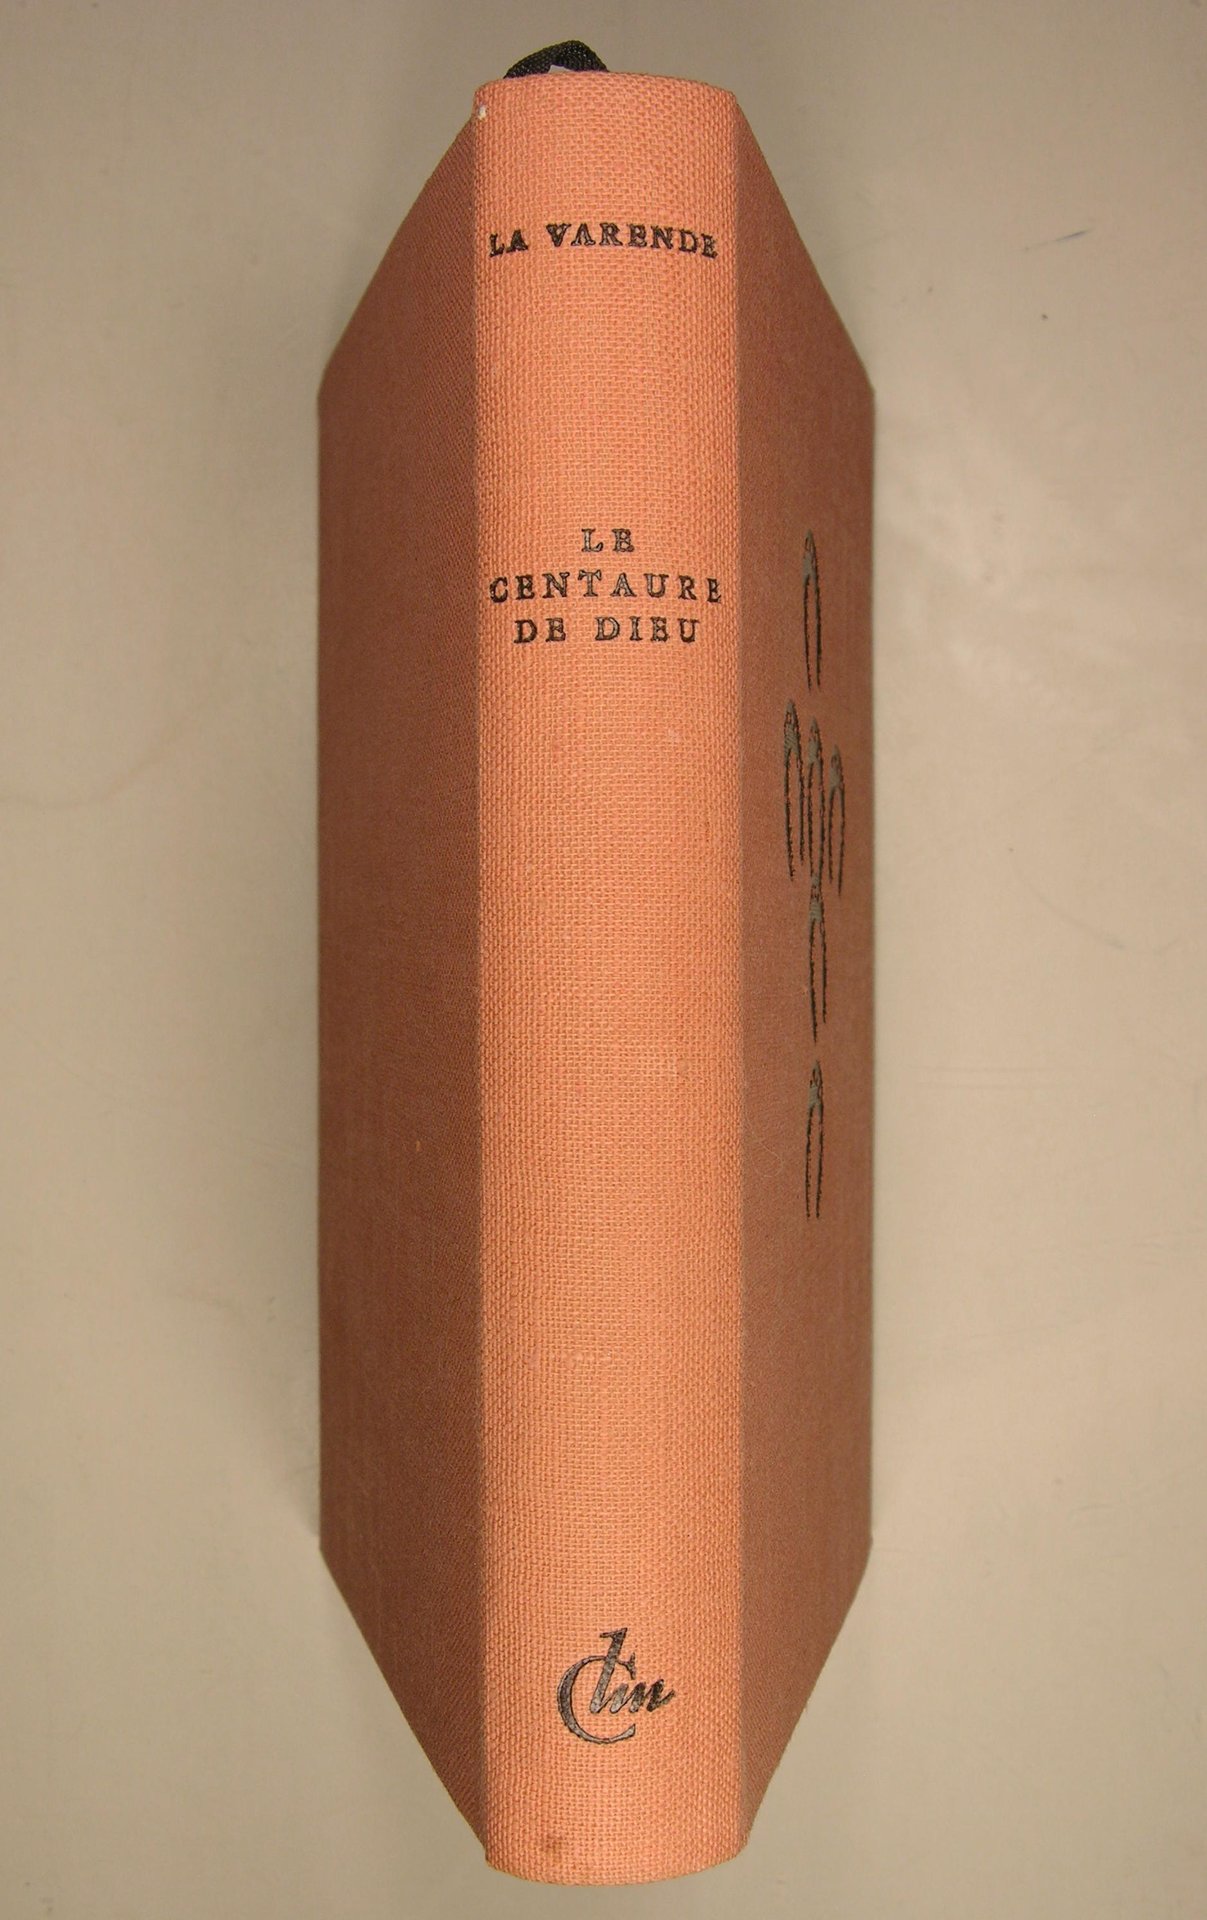 LA VARENDE
LE
CENTAURE
DE DIEU